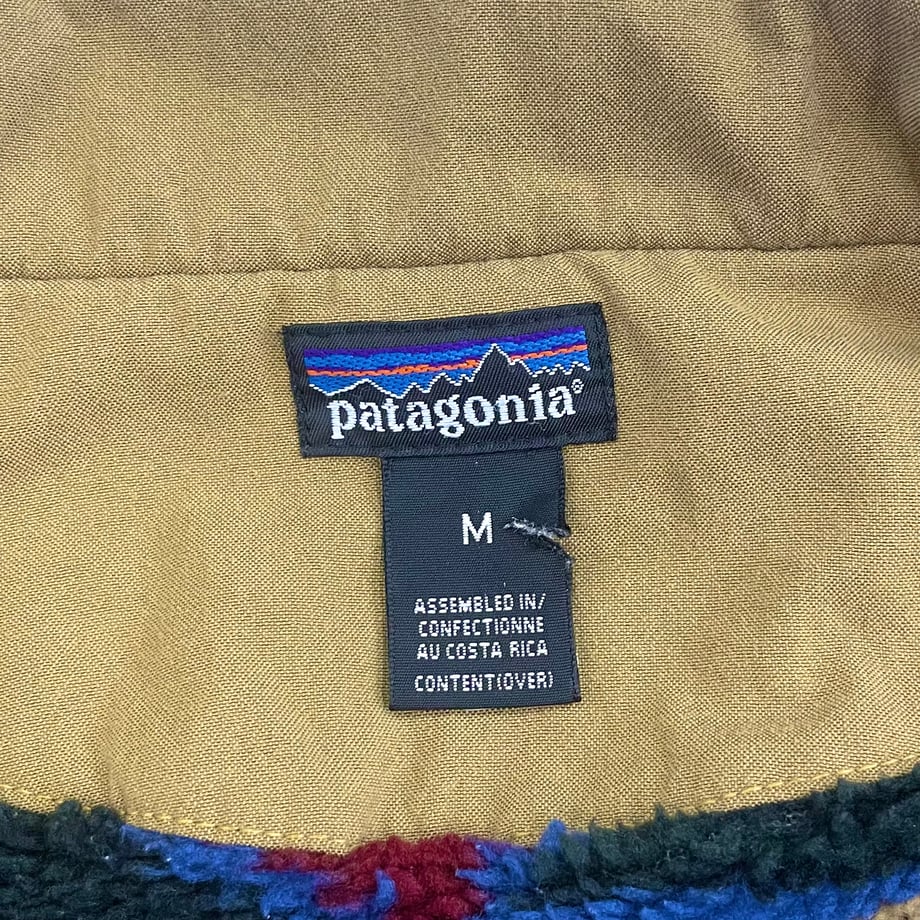 patagonia®
M
ASSEMBLED IN/
CONFECTIONNE
AU COSTA RICA
CONTENT(OVER)